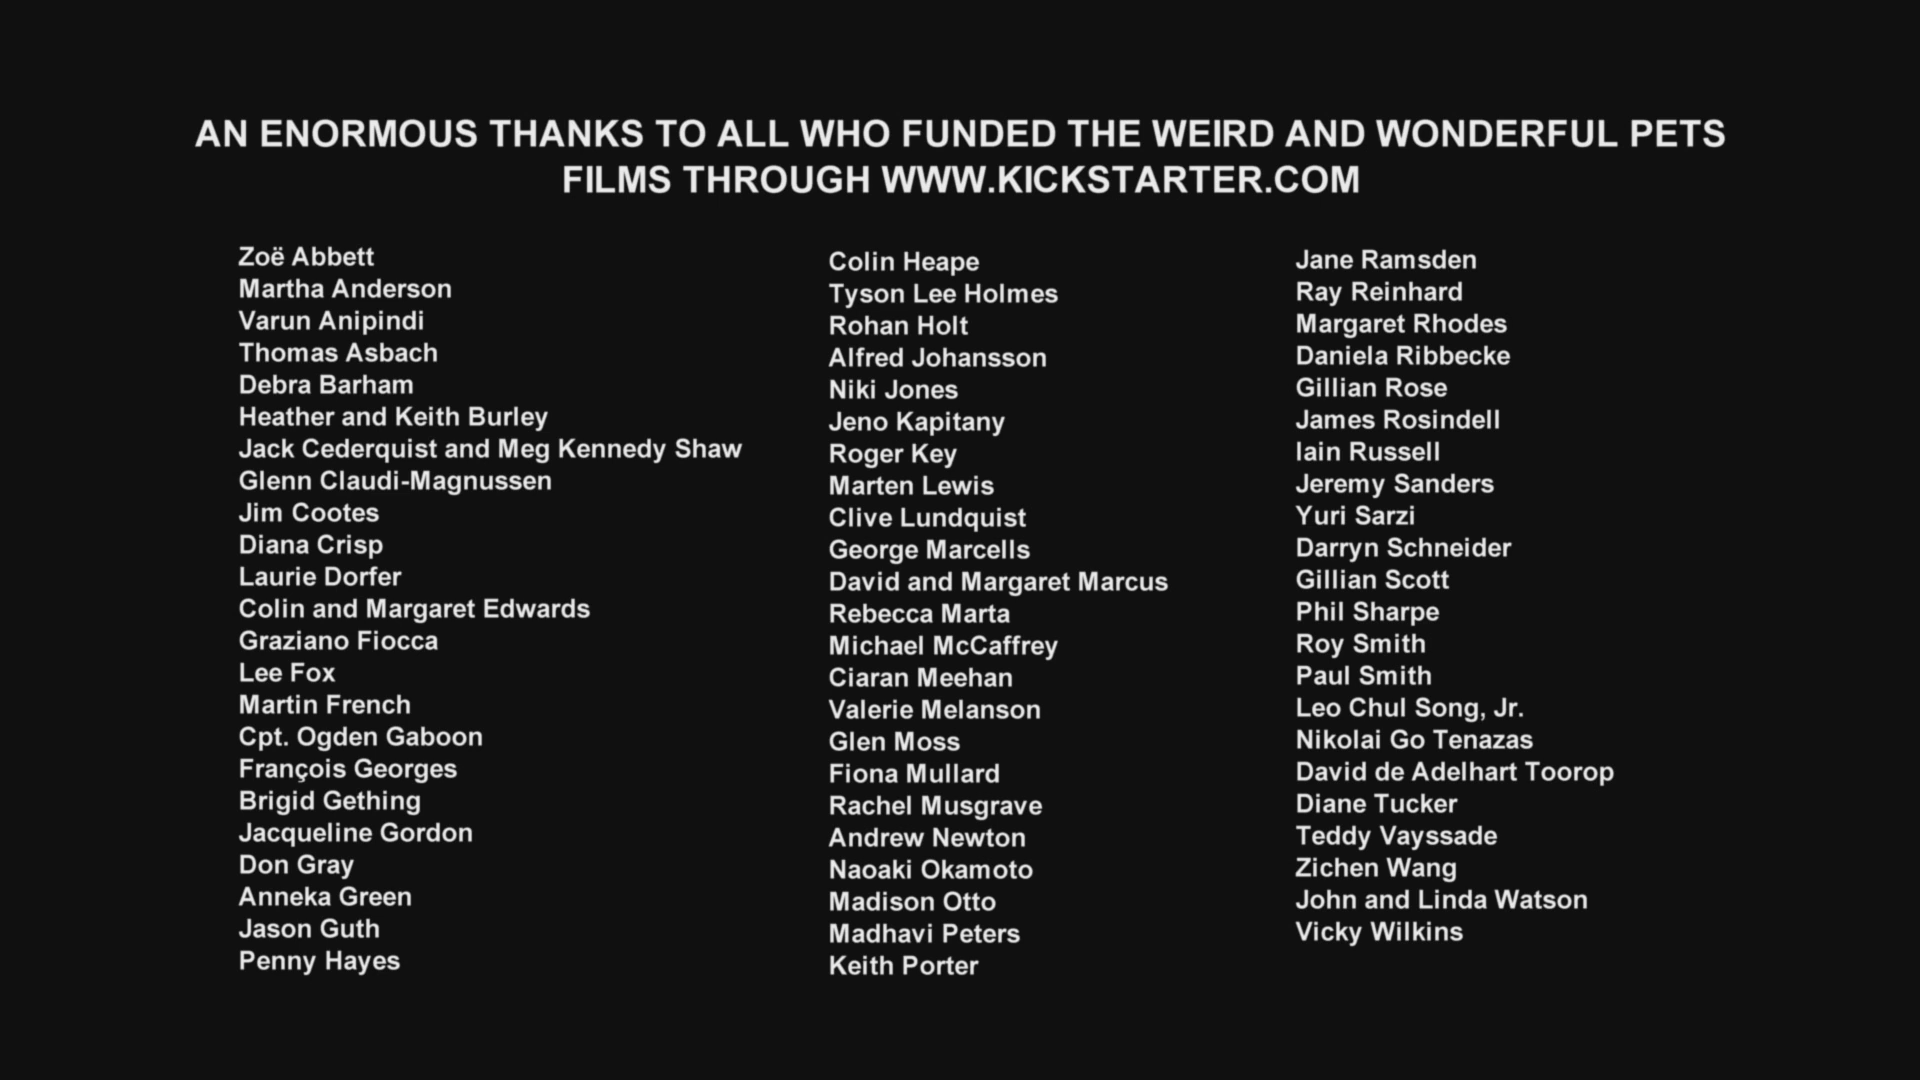 AN ENORMOUS THANKS TO ALL WHO FUNDED THE WEIRD AND WONDERFUL PETS
FILMS THROUGH WWW.KICKSTARTER.COM
Zoë Abbett
Martha Anderson
Varun Anipindi
Thomas Asbach
Debra Barham
Heather and Keith Burley
Jack Cederquist and Meg Kennedy Shaw
Glenn Claudi-Magnussen
Jim Cootes
Diana Crisp
Laurie Dorfer
Colin and Margaret Edwards
Graziano Fiocca
Lee Fox
Martin French
Cpt. Ogden Gaboon
François Georges
Brigid Gething
Jacqueline Gordon
Don Gray
Anneka Green
Jason Guth
Penny Hayes
Colin Heape
Tyson Lee Holmes
Rohan Holt
Alfred Johansson
Niki Jones
Jeno Kapitany
Roger Key
Marten Lewis
Clive Lundquist
George Marcells
David and Margaret Marcus
Rebecca Marta
Michael McCaffrey
Ciaran Meehan
Valerie Melanson
Glen Moss
Fiona Mullard
Rachel Musgrave
Andrew Newton
Naoaki Okamoto
Madison Otto
Madhavi Peters
Keith Porter
Jane Ramsden
Ray Reinhard
Margaret Rhodes
Daniela Ribbecke
Gillian Rose
James Rosindell
Iain Russell
Jeremy Sanders
Yuri Sarzi
Darryn Schneider
Gillian Scott
Phil Sharpe
Roy Smith
Paul Smith
Leo Chul Song, Jr.
Nikolai Go Tenazas
David de Adelhart Toorop
Diane Tucker
Teddy Vayssade
Zichen Wang
John and Linda Watson
Vicky Wilkins